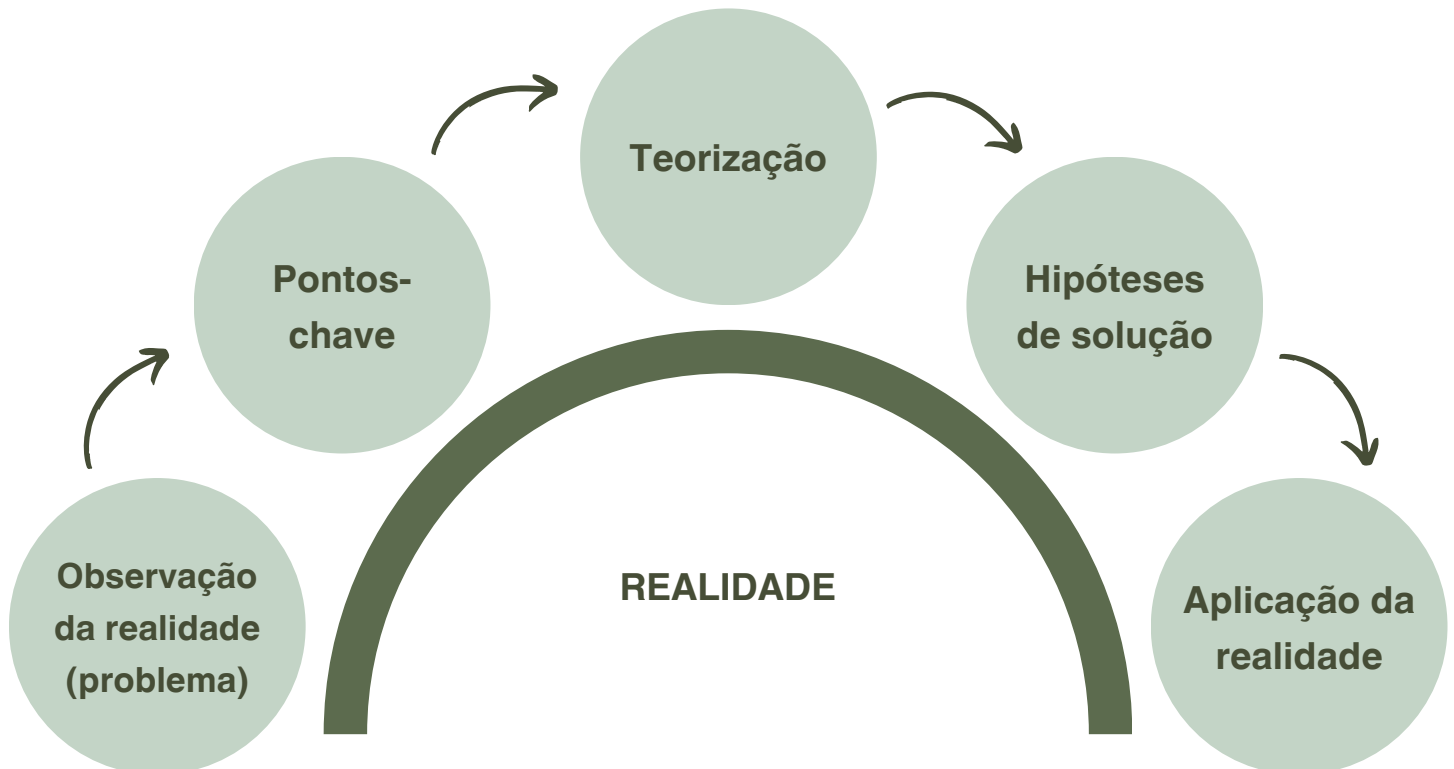 Observação
da realidade
(problema)
Pontos-
chave
Teorização
Hipóteses
de solução
Aplicação da
realidade
REALIDADE